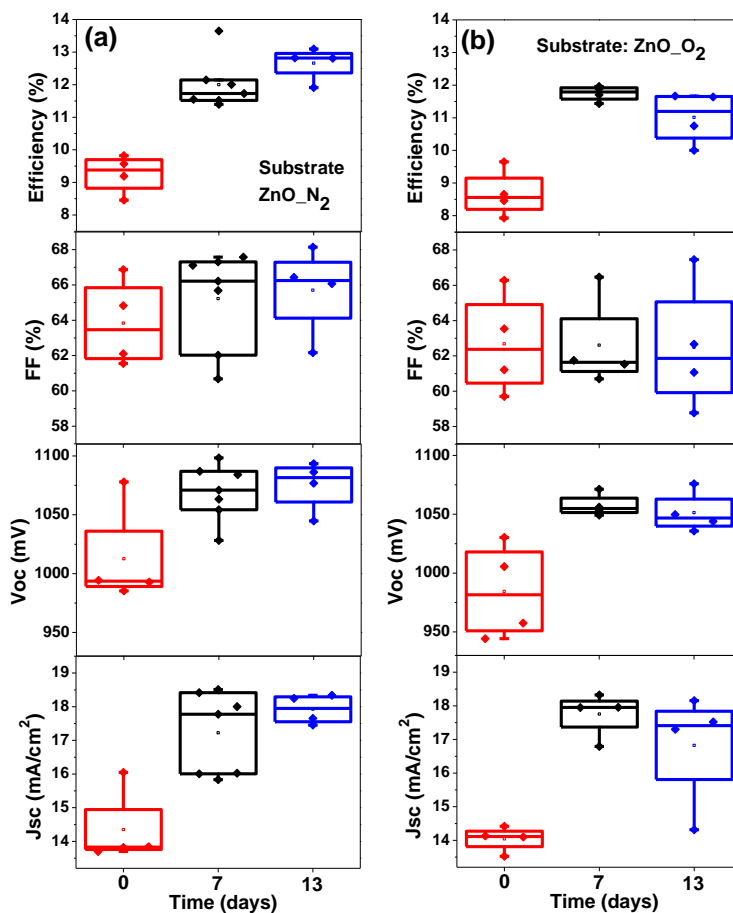 (a)
Efficiency (%)
14
13
12
11
10
9
8
Substrate
ZnO_N2
FF (%)
68
66
64
62
60
58
Voc (mV)
1100
1050
1000
950
Jsc (mA/cm2)
19
18
17
16
15
14
0 7 13
Time (days)
(b)
Substrate: ZnO_O2
Efficiency (%)
14
13
12
11
10
9
8
FF (%)
68
66
64
62
60
58
Voc (mV)
1100
1050
1000
950
Jsc (mA/cm2)
19
18
17
16
15
14
0 7 13
Time (days)